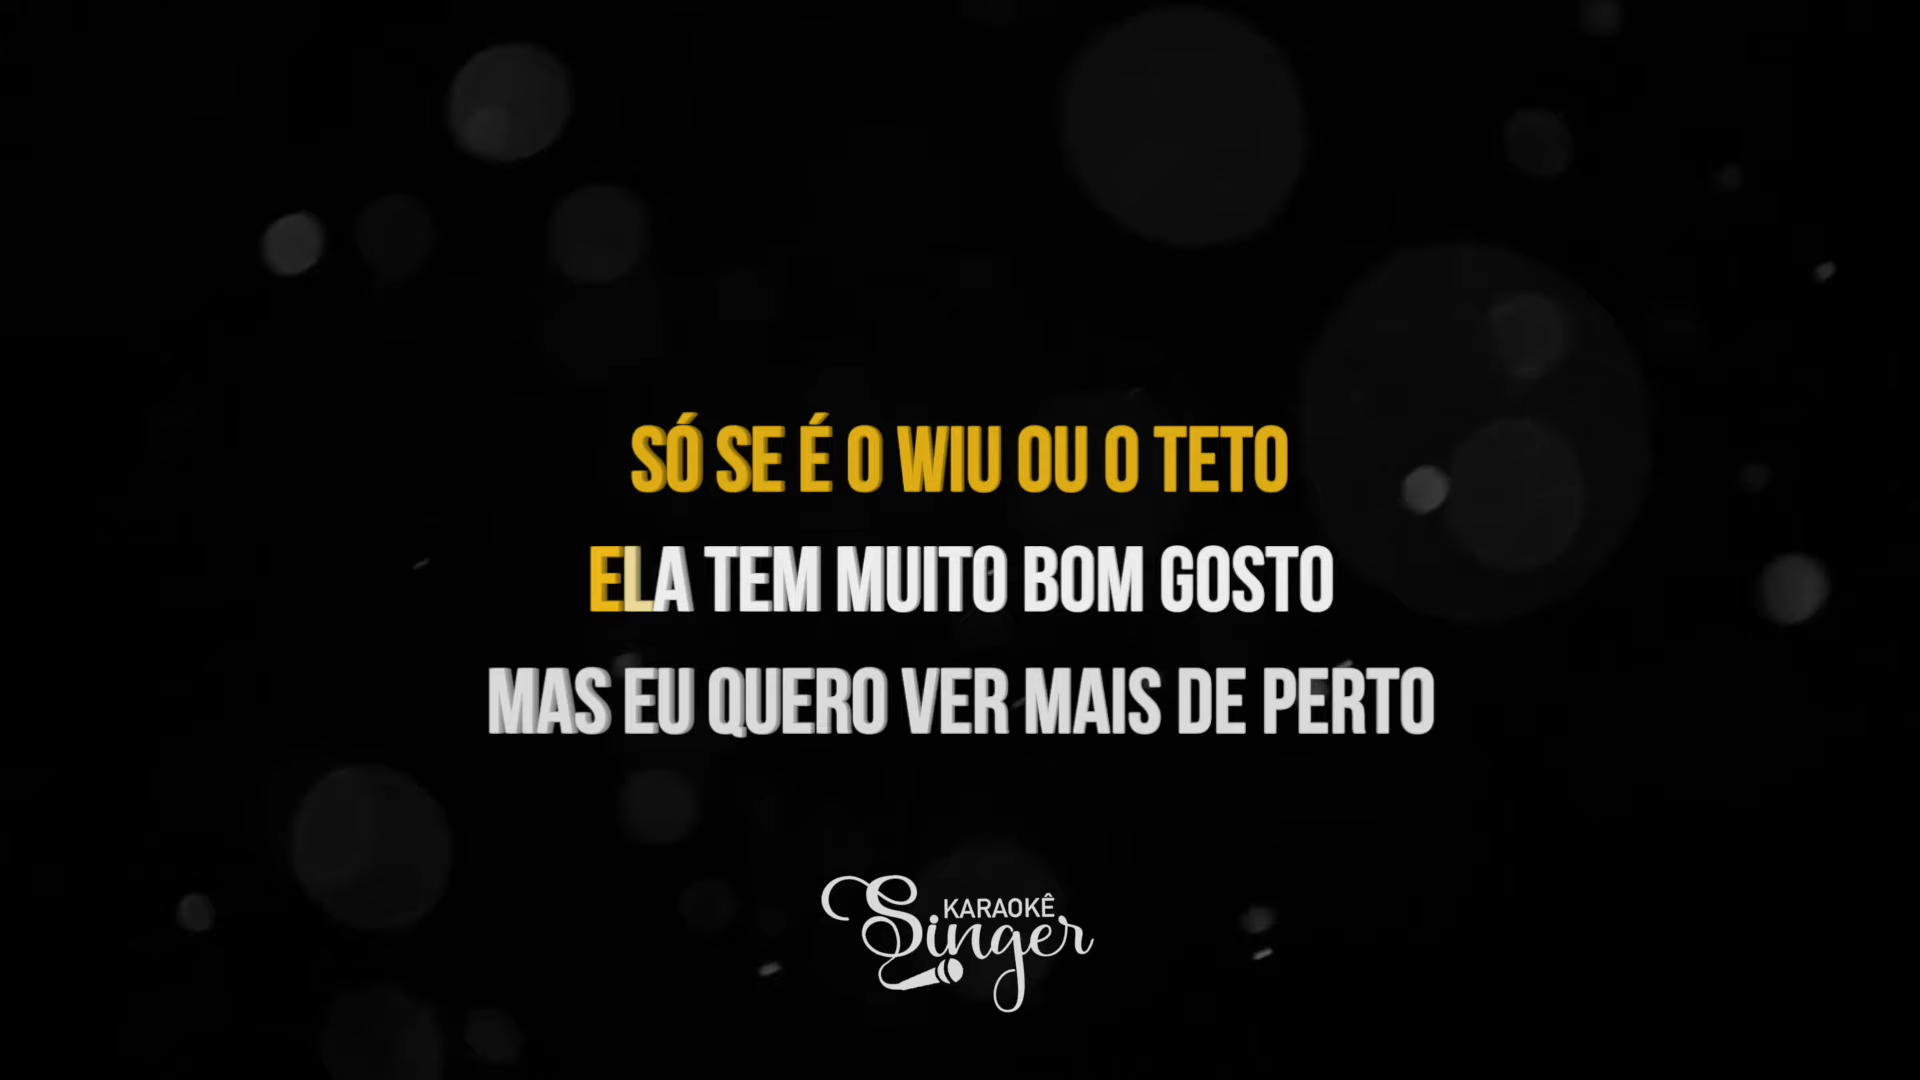 SÓ SE É O WIU OU O TETO
ELA TEM MUITO BOM GOSTO
MAS EU QUERO VER MAIS DE PERTO
KARAOKÊ
Singer